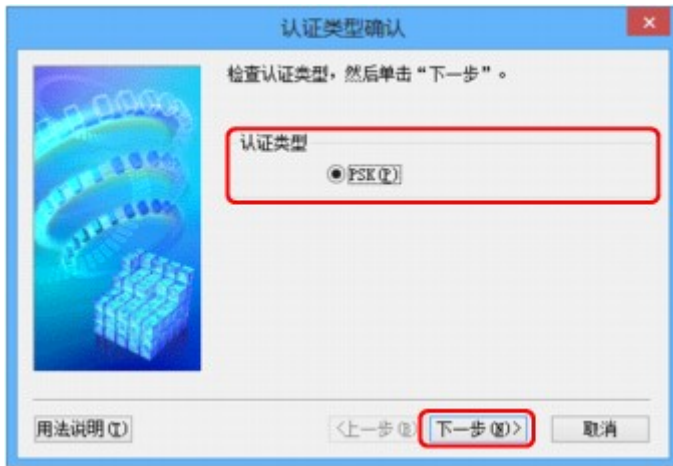 认证类型确认
检查认证类型，然后单击“下一步”。
认证类型
PSK(P)
用法说明(I)
<上一步(B)
下一步(N)>
取消